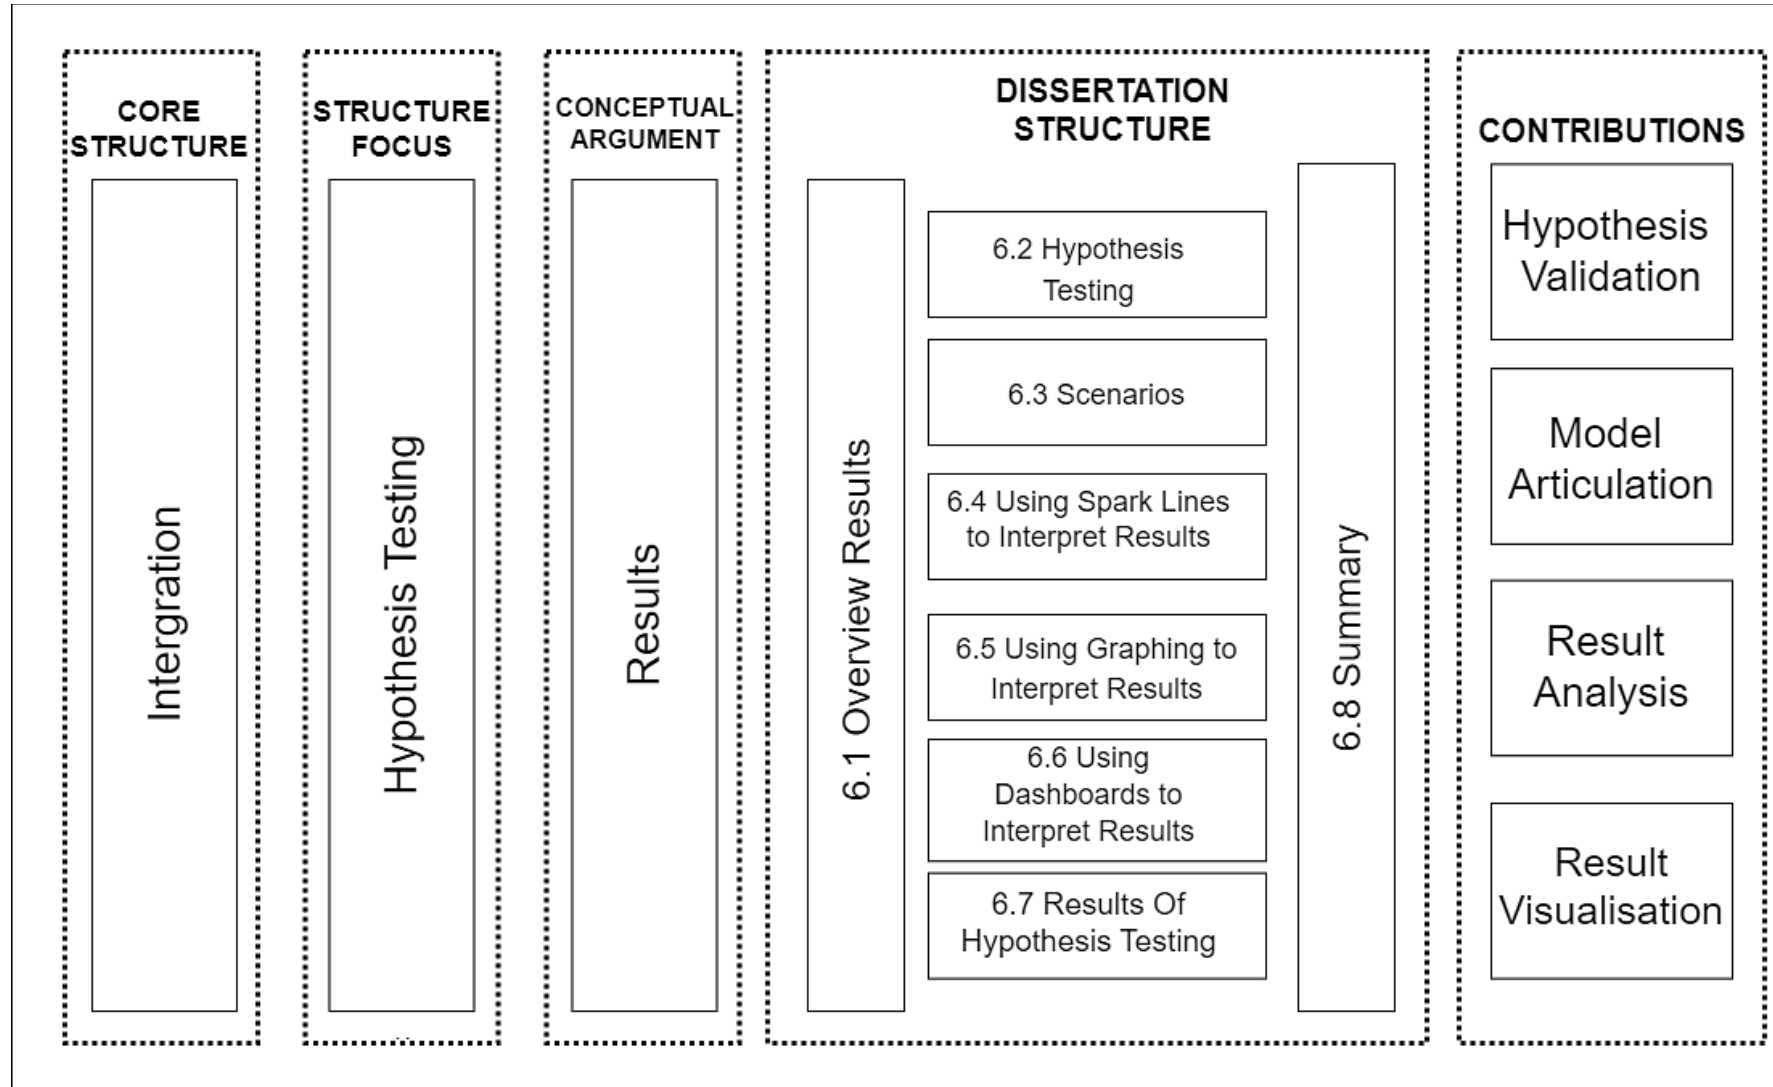 CORE
STRUCTURE
Intergration
STRUCTURE
FOCUS
Hypothesis Testing
CONCEPTUAL
ARGUMENT
Results
DISSERTATION
STRUCTURE
6.1 Overview Results
6.2 Hypothesis
Testing
6.3 Scenarios
6.4 Using Spark Lines
to Interpret Results
6.5 Using Graphing to
Interpret Results
6.6 Using
Dashboards to
Interpret Results
6.7 Results Of
Hypothesis Testing
6.8 Summary
CONTRIBUTIONS
Hypothesis
Validation
Model
Articulation
Result
Analysis
Result
Visualisation